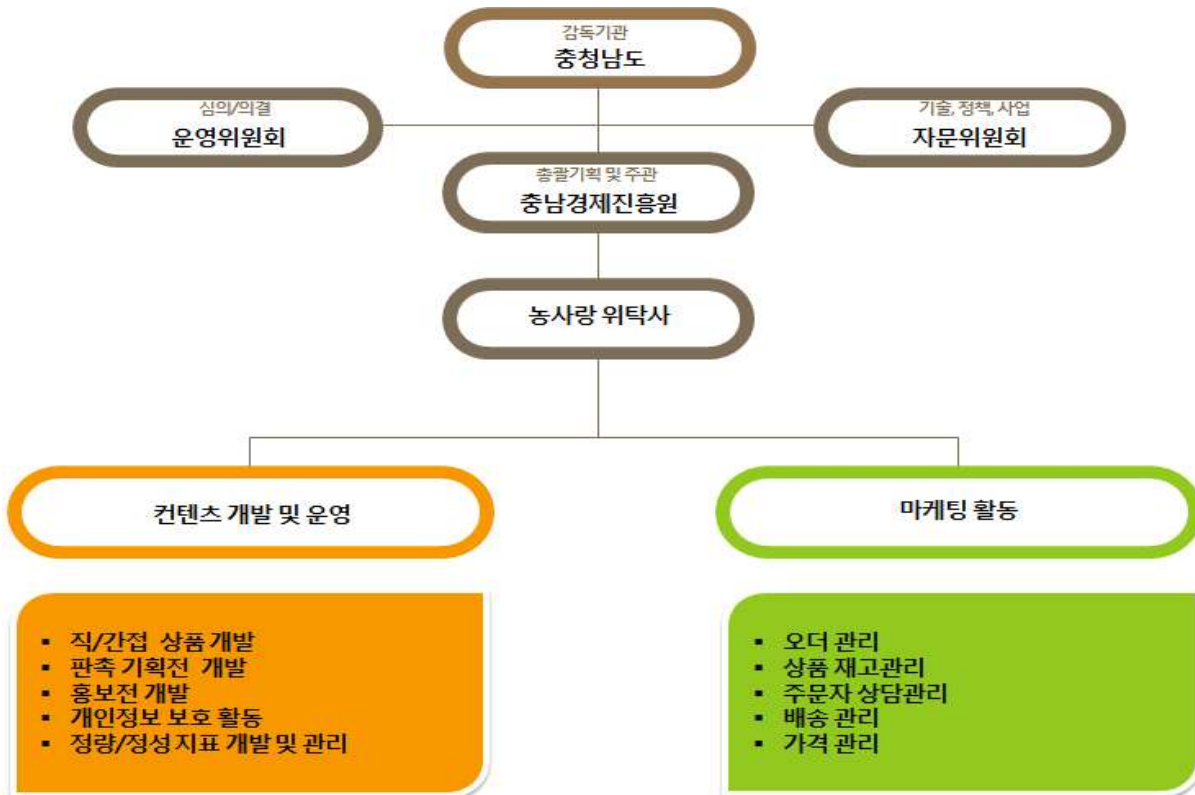 감독기관
충청남도
심의/의결
운영위원회
기술, 정책, 사업
자문위원회
총괄기획 및 주관
충남경제진흥원
농사랑 위탁사
컨텐츠 개발 및 운영
마케팅 활동
▪ 직/간접 상품 개발
▪ 판촉 기획전 개발
▪ 홍보전 개발
▪ 개인정보 보호 활동
▪ 정량/정성 지표 개발 및 관리
▪ 오더 관리
▪ 상품 재고관리
▪ 주문자 상담관리
▪ 배송 관리
▪ 가격 관리